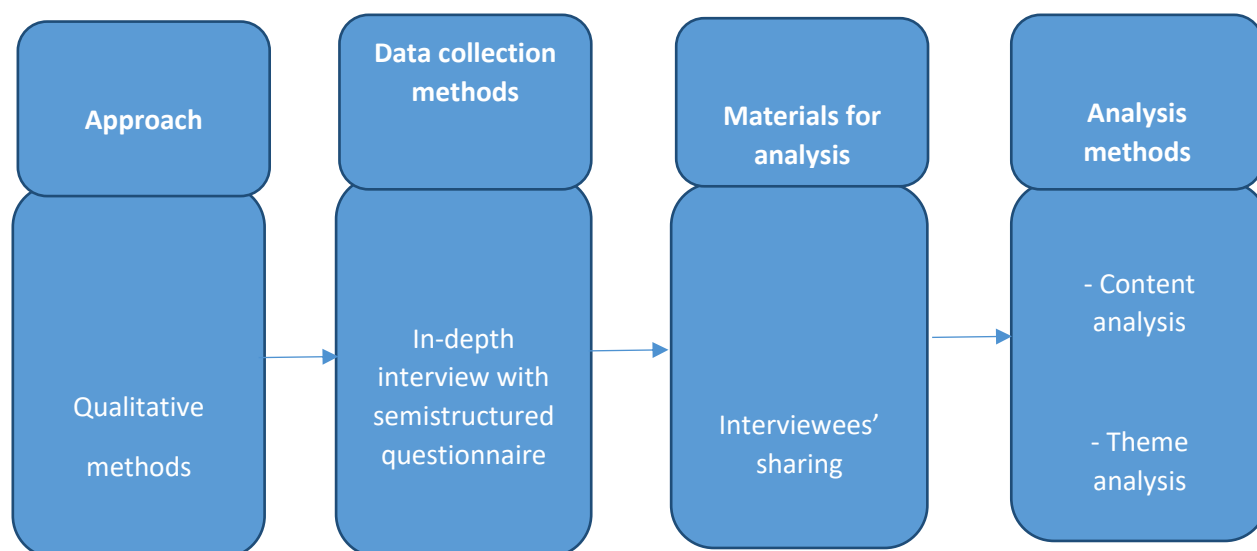 Approach
Qualitative
methods
Data collection
methods
In-depth
interview with
semistructured
questionnaire
Materials for
analysis
Interviewees’
sharing
Analysis
methods
- Content
analysis
- Theme
analysis